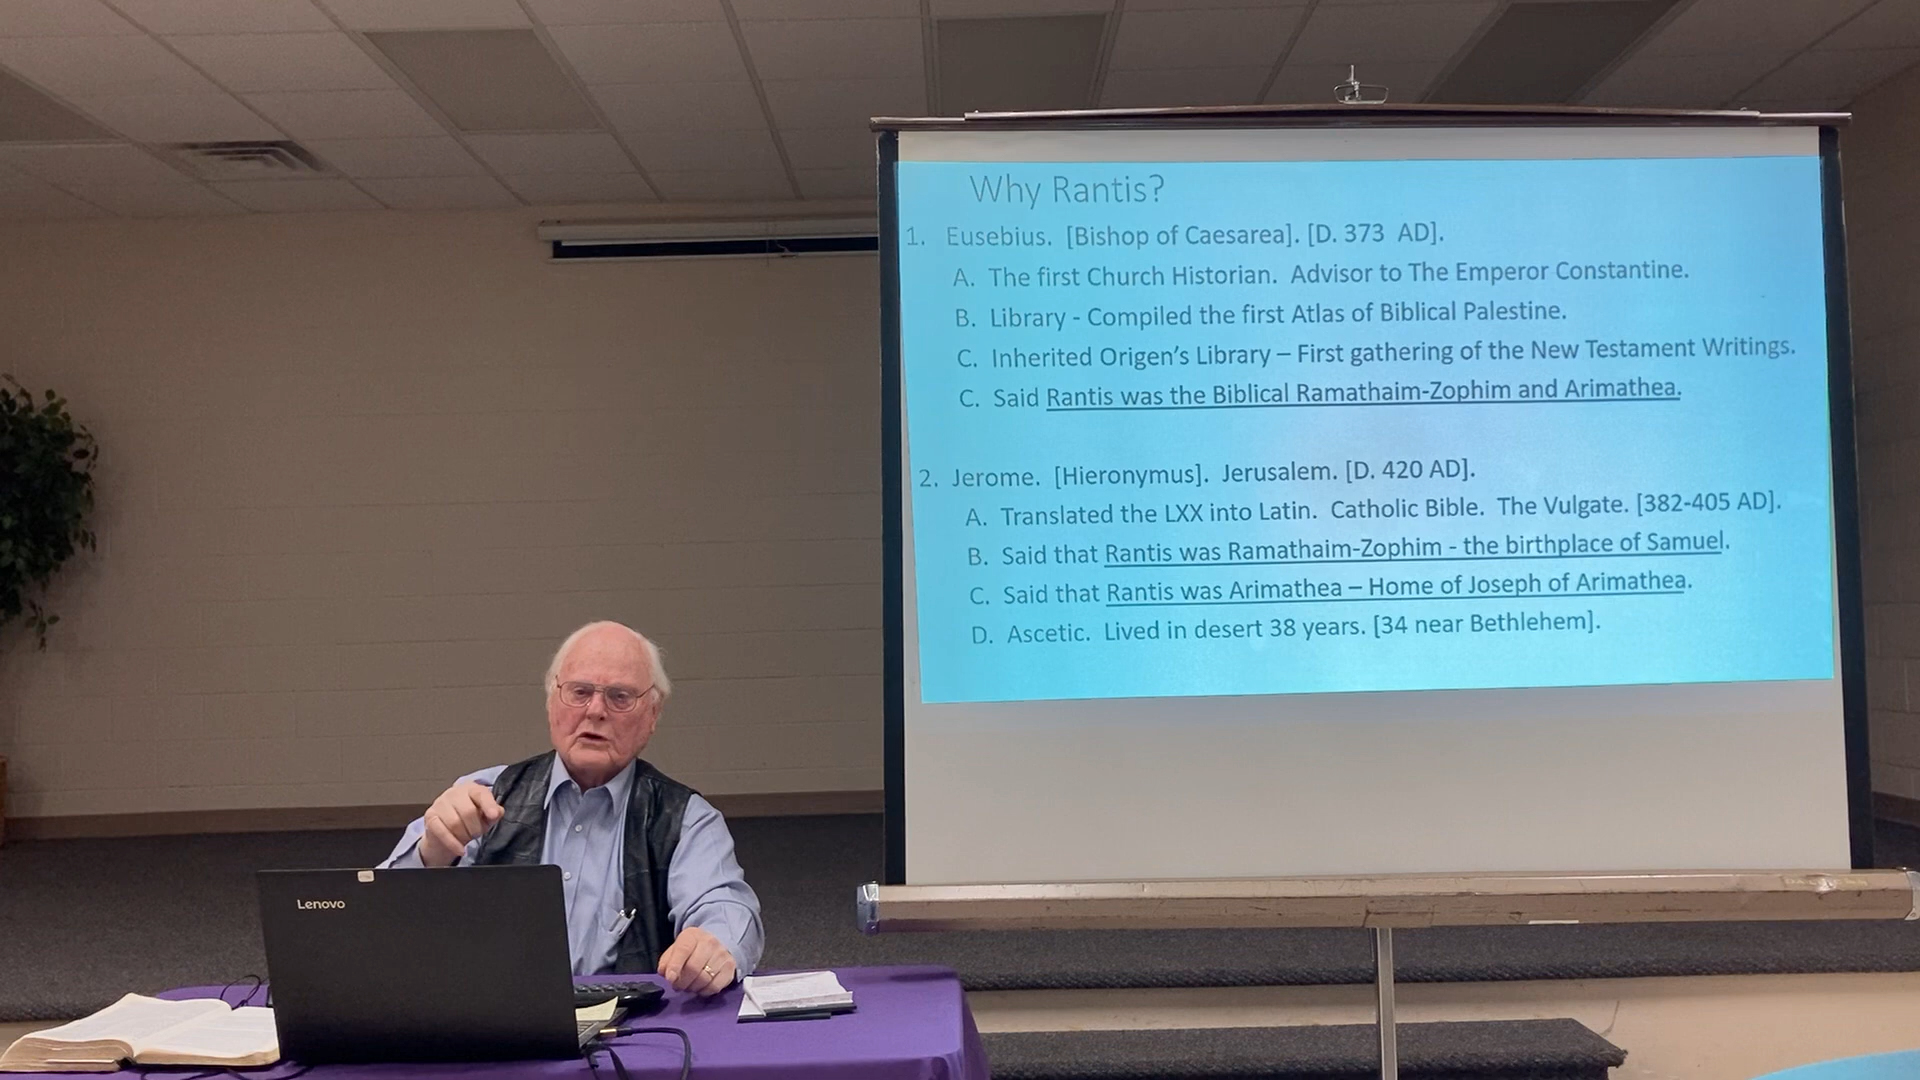 Why Rantis?
1. Eusebius. [Bishop of Caesarea]. [D. 373 AD].
A. The first Church Historian. Advisor to The Emperor Constantine.
B. Library - Compiled the first Atlas of Biblical Palestine.
C. Inherited Origen's Library – First gathering of the New Testament Writings.
C. Said Rantis was the Biblical Ramathaim-Zophim and Arimathea.
2. Jerome. [Hieronymus]. Jerusalem. [D. 420 AD].
A. Translated the LXX into Latin. Catholic Bible. The Vulgate. [382-405 AD].
B. Said that Rantis was Ramathaim-Zophim - the birthplace of Samuel.
C. Said that Rantis was Arimathea – Home of Joseph of Arimathea.
D. Ascetic. Lived in desert 38 years. [34 near Bethlehem].
Lenovo